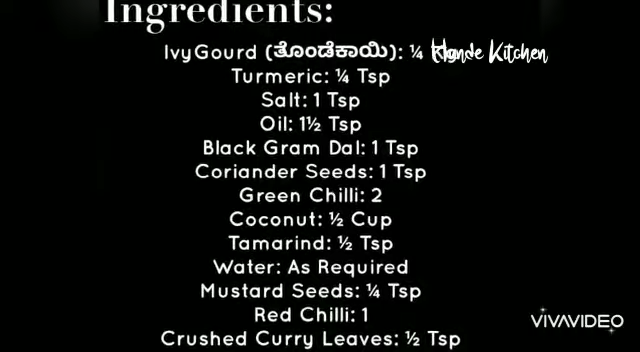 Ingredients:
IvyGourd (ತೊಂಡೆಕಾಯಿ): ¼
Kitchen
Turmeric: ¼ Tsp
Salt: 1 Tsp
Oil: 1½ Tsp
Black Gram Dal: 1 Tsp
Coriander Seeds: 1 Tsp
Green Chilli: 2
Coconut: ½ Cup
Tamarind: ½ Tsp
Water: As Required
Mustard Seeds: ¼ Tsp
Red Chilli: 1
Crushed Curry Leaves: ½ Tsp
VIVAVIDEO